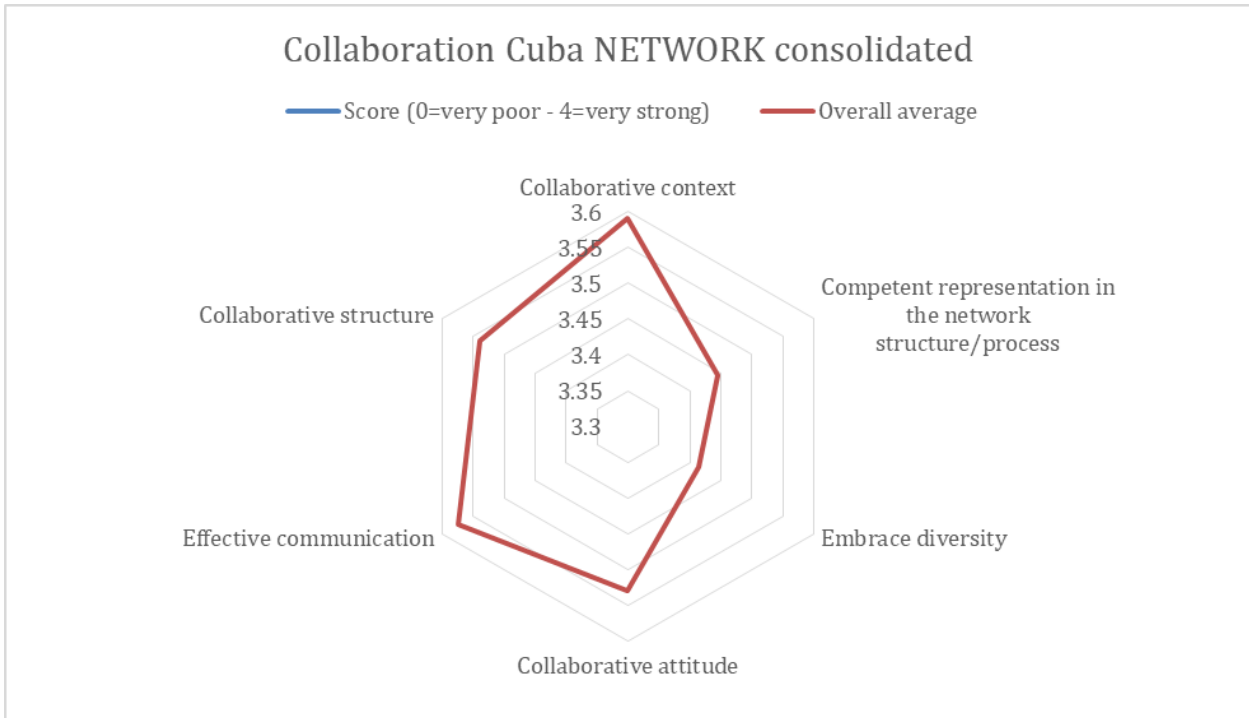 Collaboration Cuba NETWORK consolidated
Score (0=very poor - 4=very strong)
Overall average
Collaborative context
3.6
3.55
3.5
3.45
3.4
3.35
3.3
Competent representation in
the network
structure/process
Collaborative structure
Effective communication
Embrace diversity
Collaborative attitude